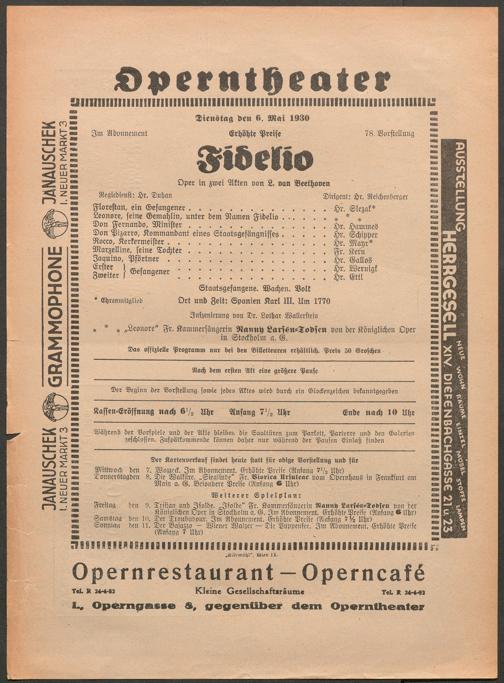 Operntheater
Dienstag den 6. Mai 1930
Im Abonnement Erhöhte Preise 78. Vorstellung
Fidelio
Oper in zwei Akten von L. van Beethoven
Regiedienst: Hr. Duhan Dirigent: Hr. Reichenberger
Florestan, ein Gefangener . . . Hr. Slezak*
Leonore, seine Gemahlin, unter dem Namen Fidelio . . . * * *
Don Fernando, Minister . . . Hr. Hammes
Don Pizarro, Kommandant eines Staatsgefängnisses . . . Hr. Schipper
Rocco, Kerkermeister . . . Hr. Mayr*
Marzelline, seine Tochter . . . Fr. Kern
Jaquino, Pförtner . . . Hr. Gallos
Erster } Gefangener . . . Hr. Wernigk
Zweiter } . . . Hr. Ettl
Staatsgefangene. Wachen. Volk
* Ehrenmitglied Ort und Zeit: Spanien Karl III. Um 1770
Inszenierung von Dr. Lothar Wallerstein
* * * „Leonore" Fr. Kammersängerin Nanny Larsén-Todsen von der Königlichen Oper
in Stockholm a. G.
Das offizielle Programm nur bei den Billeteuren erhältlich. Preis 50 Groschen
Nach dem ersten Akt eine größere Pause
Der Beginn der Vorstellung sowie jedes Aktes wird durch ein Glockenzeichen bekanntgegeben
Kassen-Eröffnung nach 6½ Uhr Anfang 7½ Uhr Ende nach 10 Uhr
Während der Vorspiele und der Akte bleiben die Saaltüren zum Parkett, Parterre und den Galerien
geschlossen. Zuspätkommende können daher nur während der Pausen Einlaß finden
Der Kartenverkauf findet heute statt für obige Vorstellung und für
Mittwoch den 7. Wozzeck. Im Abonnement. Erhöhte Preise (Anfang 7½ Uhr)
Donnerstag den 8. Die Walküre. „Sieglinde" Fr. vom Opernhaus in Frankfurt am
Main a. G. Besondere Preise (Anfang 6 Uhr)
Weiterer Spielplan:
Freitag den 9. Tristan und Isolde. „Isolde" Fr. Kammersängerin Nanny Larsén-Todsen von der
Königlichen Oper in Stockholm a. G. Im Abonnement. Erhöhte Preise (Anfang 6 Uhr)
Samstag den 10. Der Troubadour. Im Abonnement. Erhöhte Preise (Anfang 7½ Uhr)
Sonntag den 11. Der Bajazzo — Wiener Walzer — Die Puppenfee. Im Abonnement. Erhöhte Preise
(Anfang 7 Uhr)
Opernrestaurant — Operncafé
Tel. R 26-4-82 Kleine Gesellschaftsräume Tel. R 26-4-82
I., Operngasse 8, gegenüber dem Operntheater
JANAUSCHEK
I. NEUER MARKT 3
GRAMMOPHONE
JANAUSCHEK
I. NEUER MARKT 3
AUSSTELLUNG
HERRGESELL XIV. DIEFENBACHGASSE 21 U. 23
NEUE WOHNRÄUME EINZELMÖBEL STOFFE LAMPEN